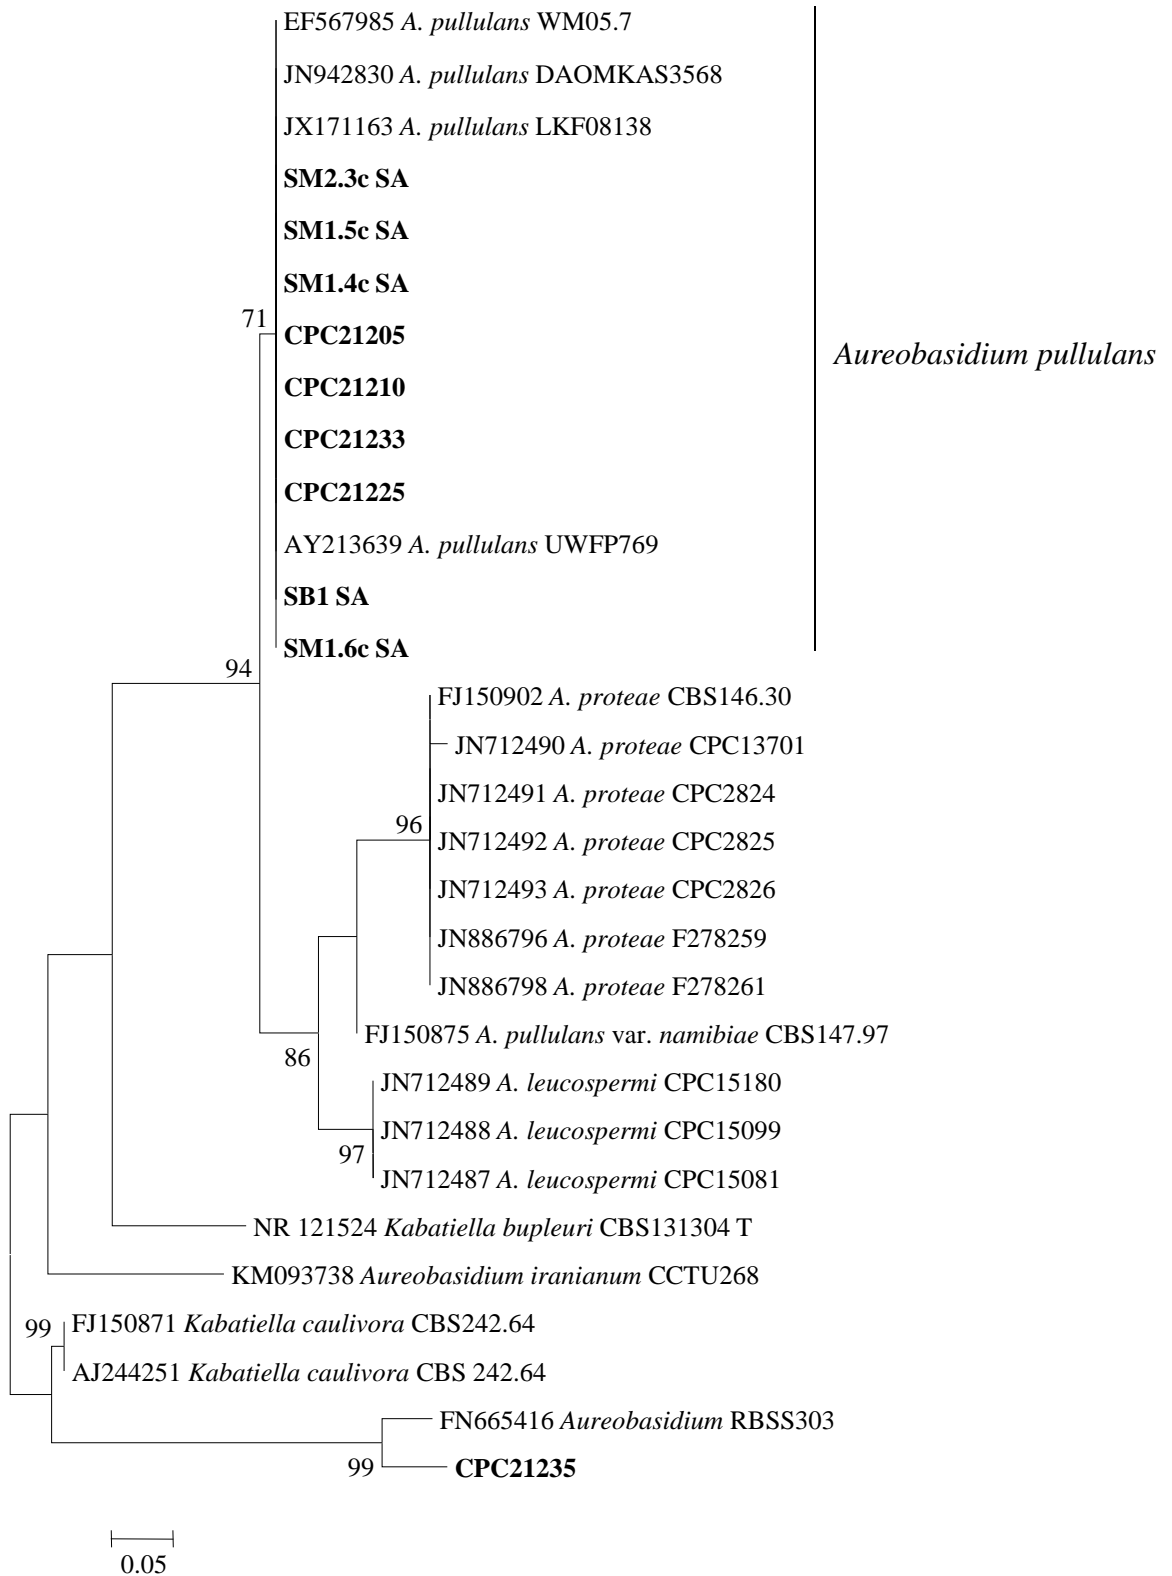 EF567985 A. pullulans WM05.7
JN942830 A. pullulans DAOMKAS3568
JX171163 A. pullulans LKF08138
SM2.3c SA
SM1.5c SA
SM1.4c SA
71
CPC21205
Aureobasidium pullulans
CPC21210
CPC21233
CPC21225
AY213639 A. pullulans UWFP769
SB1 SA
SM1.6c SA
94
FJ150902 A. proteae CBS146.30
JN712490 A. proteae CPC13701
JN712491 A. proteae CPC2824
96
JN712492 A. proteae CPC2825
JN712493 A. proteae CPC2826
JN886796 A. proteae F278259
JN886798 A. proteae F278261
FJ150875 A. pullulans var. namibiae CBS147.97
86
JN712489 A. leucospermi CPC15180
JN712488 A. leucospermi CPC15099
97
JN712487 A. leucospermi CPC15081
NR 121524 Kabatiella bupleuri CBS131304 T
KM093738 Aureobasidium iranianum CCTU268
99
FJ150871 Kabatiella caulivora CBS242.64
AJ244251 Kabatiella caulivora CBS 242.64
FN665416 Aureobasidium RBSS303
99
CPC21235
0.05